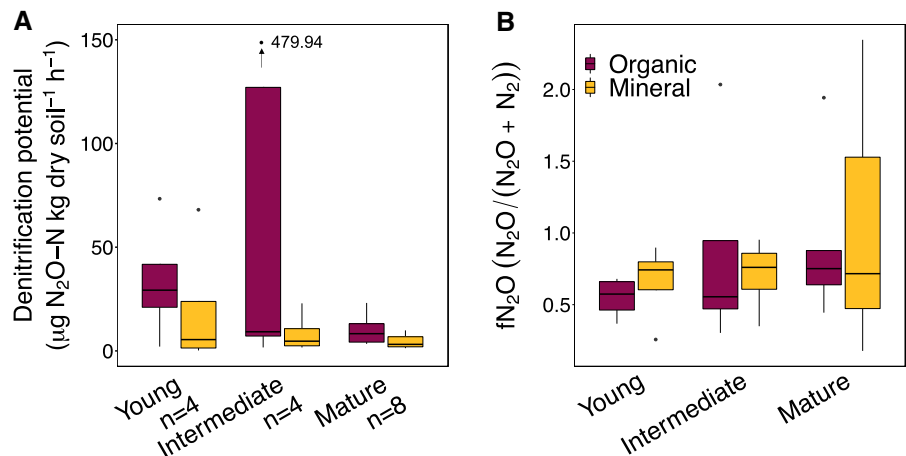 A
Denitrification potential
(µg N₂O–N kg dry soil⁻¹ h⁻¹)
150
100
50
0
479.94
Young
n=4
Intermediate
n=4
Mature
n=8
B
fN₂O (N₂O/(N₂O + N₂))
2.0
1.5
1.0
0.5
Organic
Mineral
Young
Intermediate
Mature